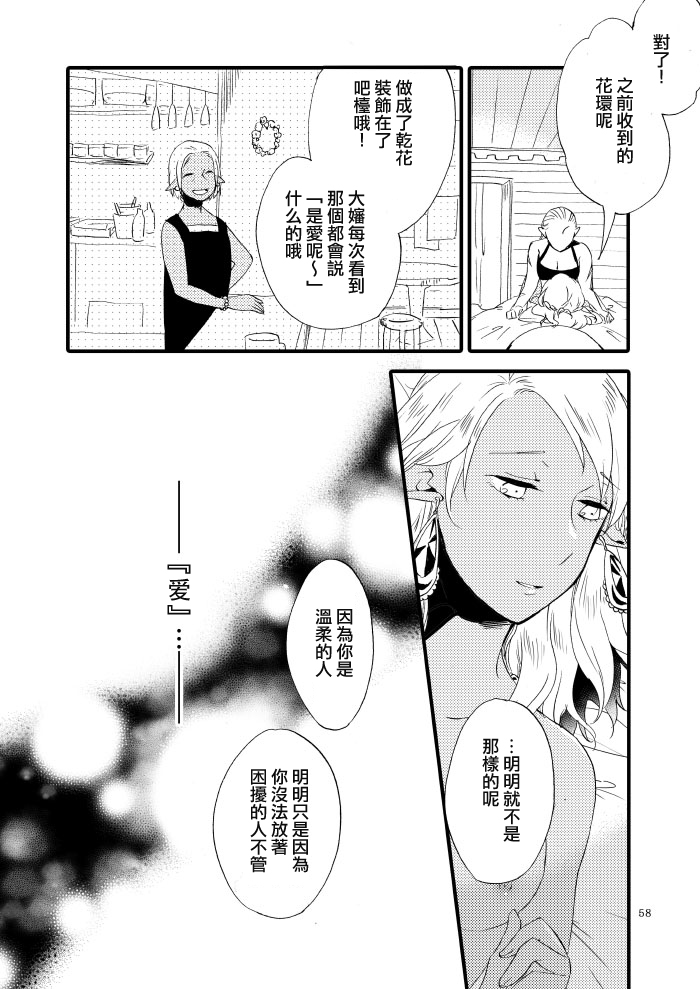 對了！
之前收到的
花環呢
做成了乾花
裝飾在了
吧檯哦！
大嬸每次看到
那個都會說
「是愛呢～」
什么的哦
…明明就不是
那樣的呢
因為你是
溫柔的人
明明只是因為
你沒法放著
困擾的人不管
——『愛』…——
58